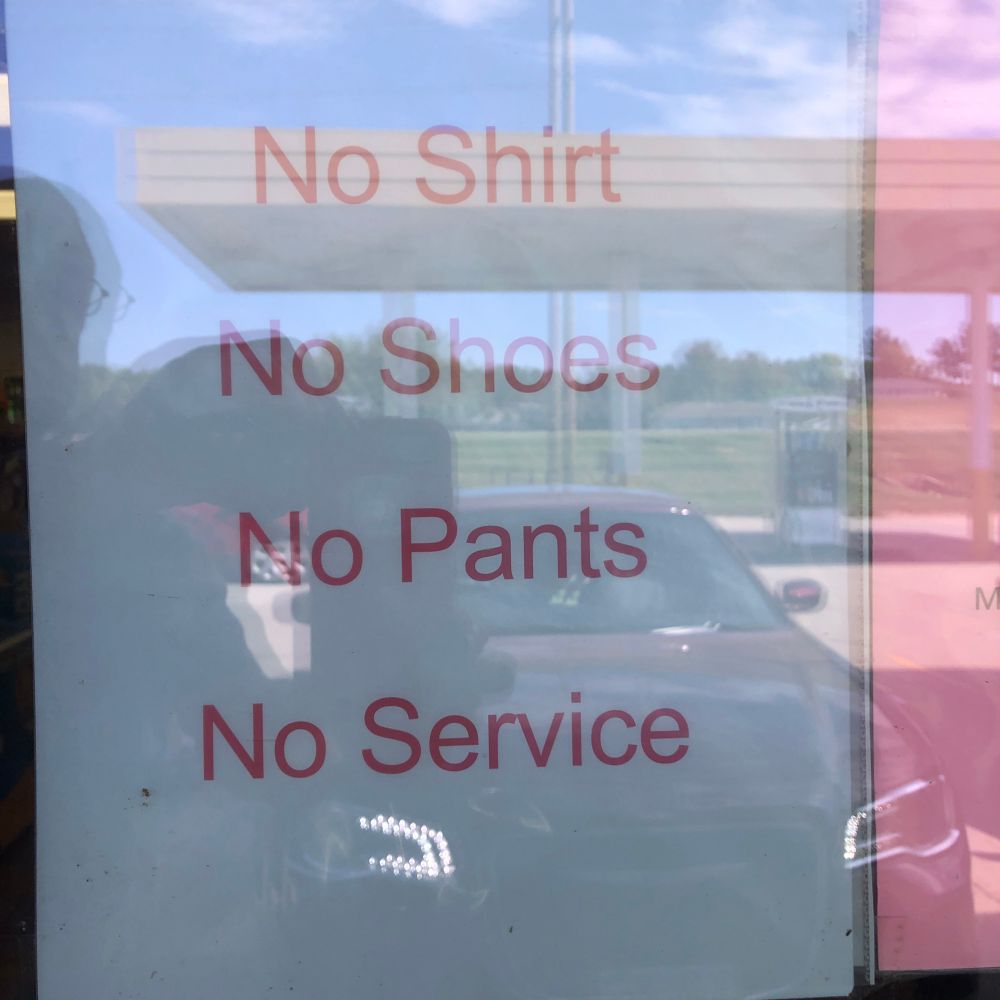 No Shirt
No Shoes
No Pants
No Service
M